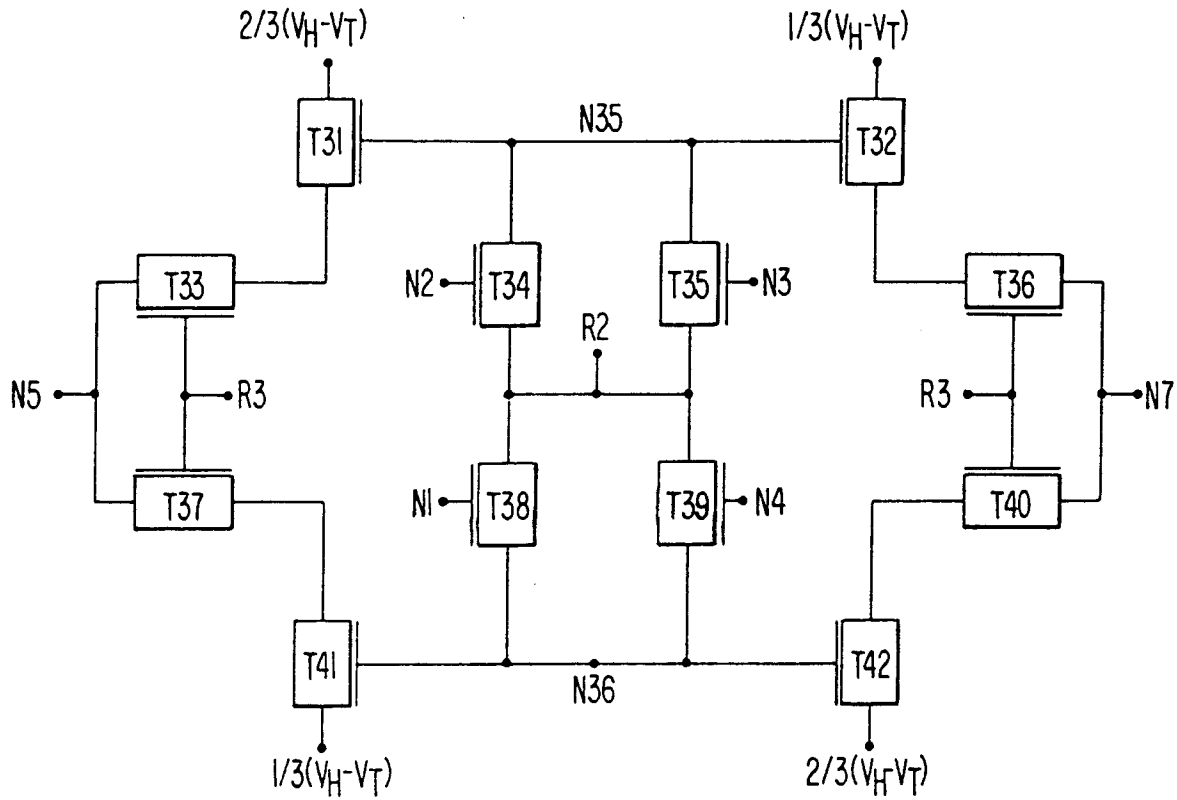 2/3(VH-VT) 1/3(VH-VT)
N35
T31 T32
T33 N2 T34 T35 N3 T36
R2
N5 R3 R3 N7
T37 N1 T38 T39 N4 T40
T41 T42
N36
1/3(VH-VT) 2/3(VH-VT)